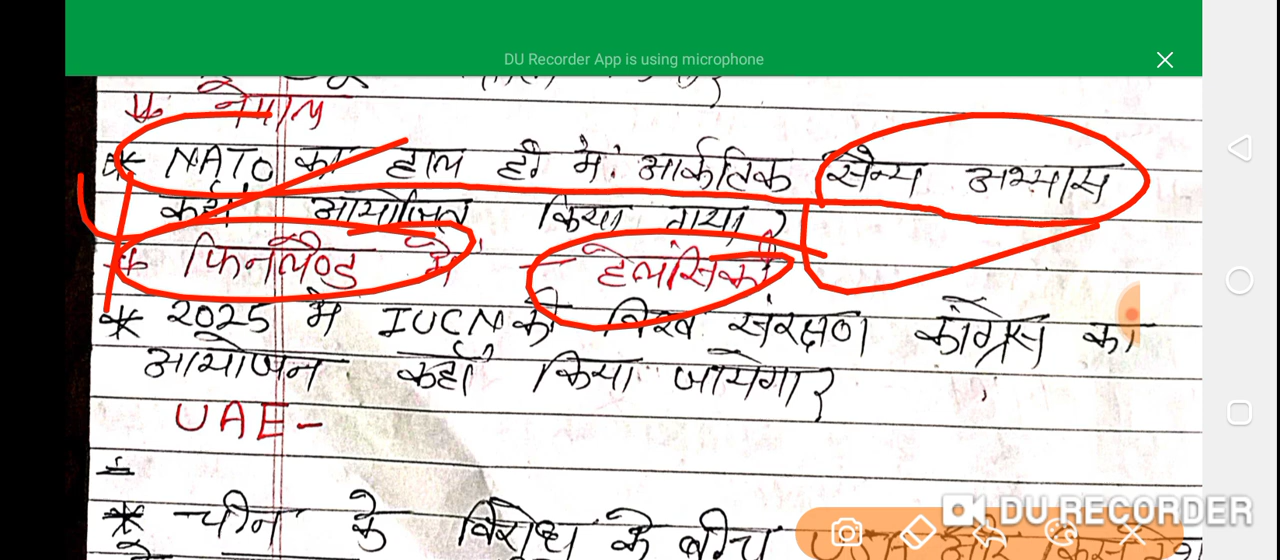 DU Recorder App is using microphone
नेपाल
* NATO का हाल ही में आर्कटिक सैन्य अभ्यास
कहाँ आयोजित किया गया?
फिनलैण्ड में - हेलसिंकी
* 2025 में IUCN की विश्व संरक्षण कांग्रेस का
आयोजन कहाँ किया जायेगा?
UAE -
* चीन के विरोध के बीच
DU RECORDER